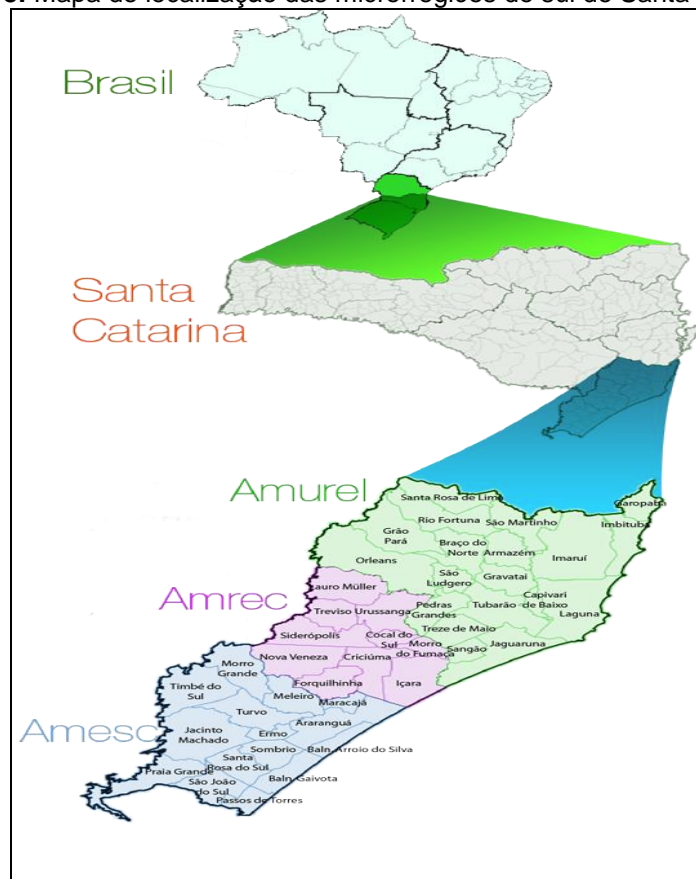 Mapa de localização das microrregiões do sul de Santa
Brasil
Santa
Catarina
Amurel
Santa Rosa de Lima
Garopaba
Rio Fortuna
São Martinho
Imbituba
Grão
Pará
Braço do
Norte
Armazém
Imaruí
Orleans
São
Ludgero
Gravatai
Capivari
de Baixo
Pedras
Grandes
Tubarão
Laguna
Treze de Maio
Jaguaruna
Sangão
Amrec
Lauro Müller
Treviso
Urussanga
Siderópolis
Cocal do
Sul
Morro
do Fumaça
Nova Veneza
Criciúma
Forquilhinha
Içara
Amesc
Morro
Grande
Timbé do
Sul
Meleiro
Maracajá
Turvo
Araranguá
Jacinto
Machado
Ermo
Sombrio
Baln. Arroio do Silva
Santa
Rosa do Sul
Praia Grande
São João
do Sul
Baln. Gaivota
Passos de Torres